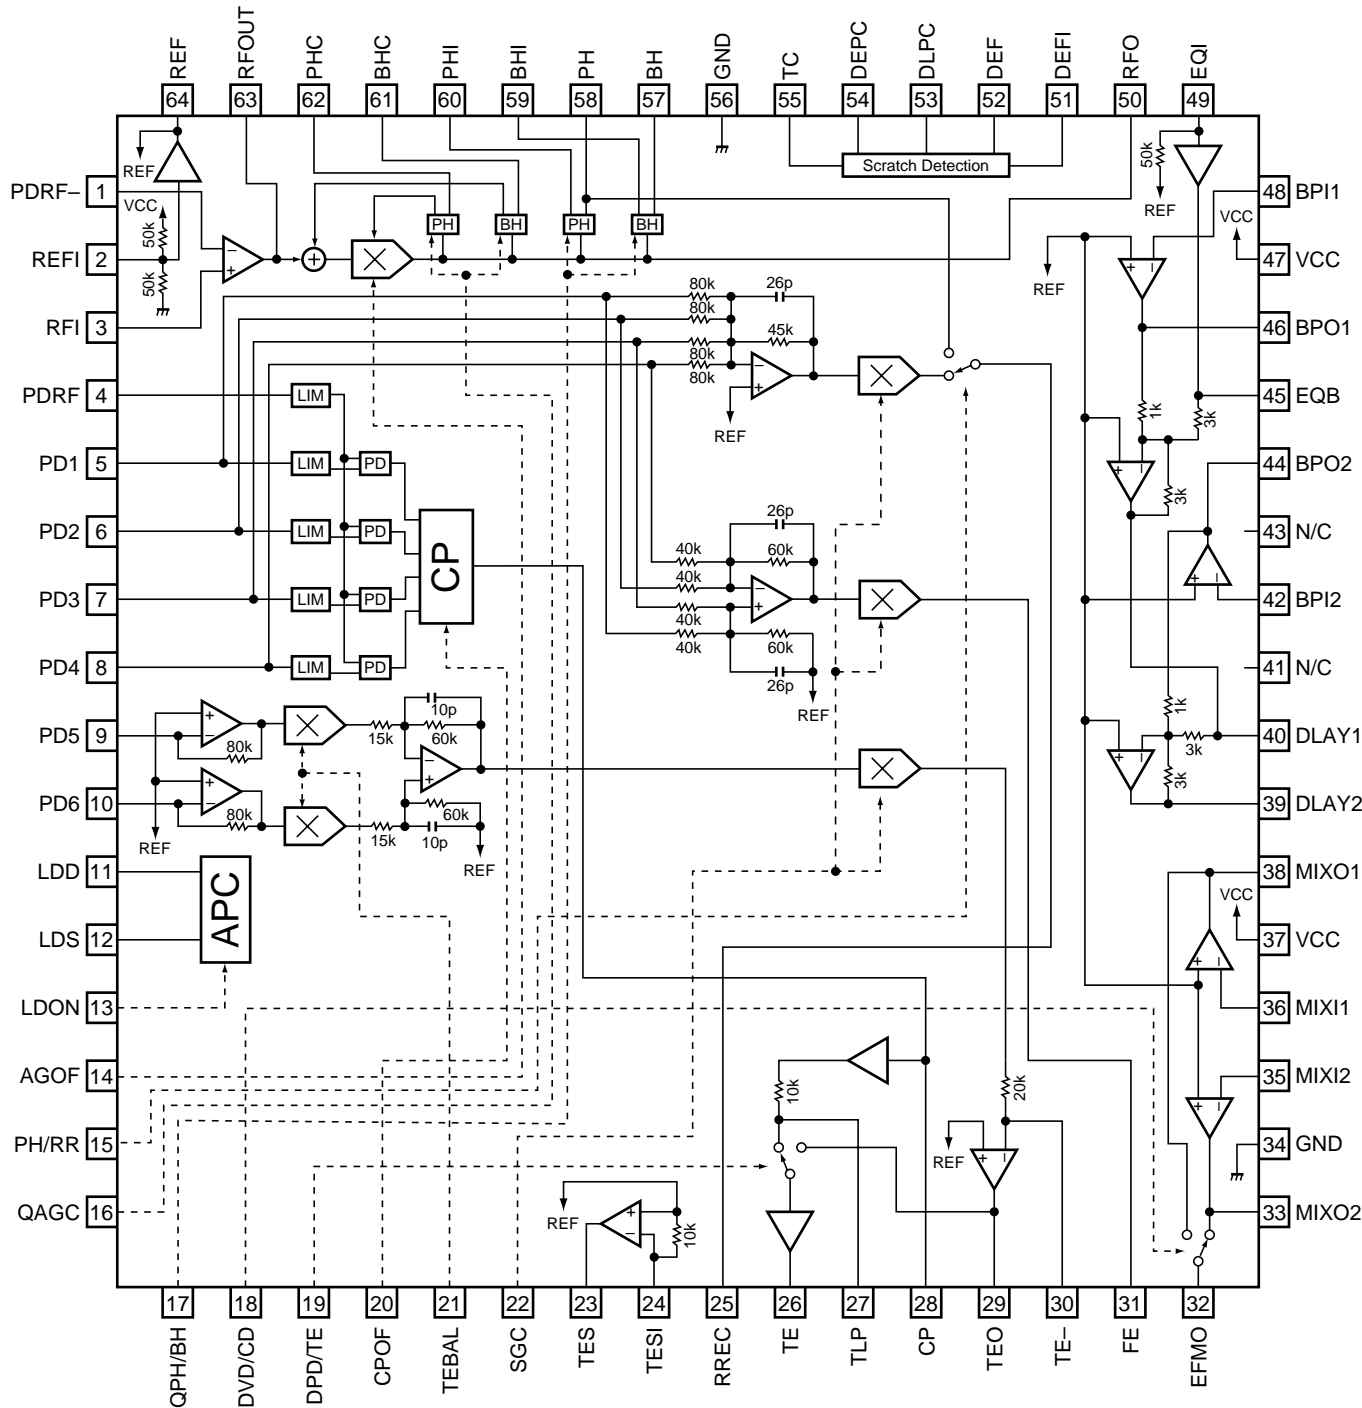 REF
RFOUT
PHC
BHC
PHI
BHI
PH
BH
GND
TC
DEPC
DLPC
DEF
DEFI
RFO
EQI
64
63
62
61
60
59
58
57
56
55
54
53
52
51
50
49
REF
Scratch Detection
50k
REF
PDRF–
1
VCC
50k
50k
PH
BH
PH
BH
48
BPI1
VCC
REFI
2
–
+
+
×
REF
+
–
47
VCC
RFI
3
80k
80k
80k
80k
26p
45k
–
+
REF
×
46
BPO1
PDRF
4
LIM
1k
3k
45
EQB
PD1
5
LIM
PD
+
–
3k
44
BPO2
PD2
6
LIM
PD
CP
26p
40k
60k
43
N/C
PD3
7
LIM
PD
40k
40k
40k
–
+
60k
26p
REF
×
+
–
42
BPI2
PD4
8
LIM
PD
41
N/C
PD5
9
+
–
80k
×
15k
10p
60k
–
+
×
1k
3k
3k
+
–
40
DLAY1
PD6
10
+
–
80k
REF
×
15k
60k
10p
REF
39
DLAY2
LDD
11
APC
38
MIXO1
VCC
LDS
12
+
–
37
VCC
LDON
13
36
MIXI1
AGOF
14
10k
20k
35
MIXI2
+
–
PH/RR
15
REF
+
–
34
GND
QAGC
16
REF
+
–
10k
33
MIXO2
17
18
19
20
21
22
23
24
25
26
27
28
29
30
31
32
QPH/BH
DVD/CD
DPD/TE
CPOF
TEBAL
SGC
TES
TESI
RREC
TE
TLP
CP
TEO
TE–
FE
EFMO